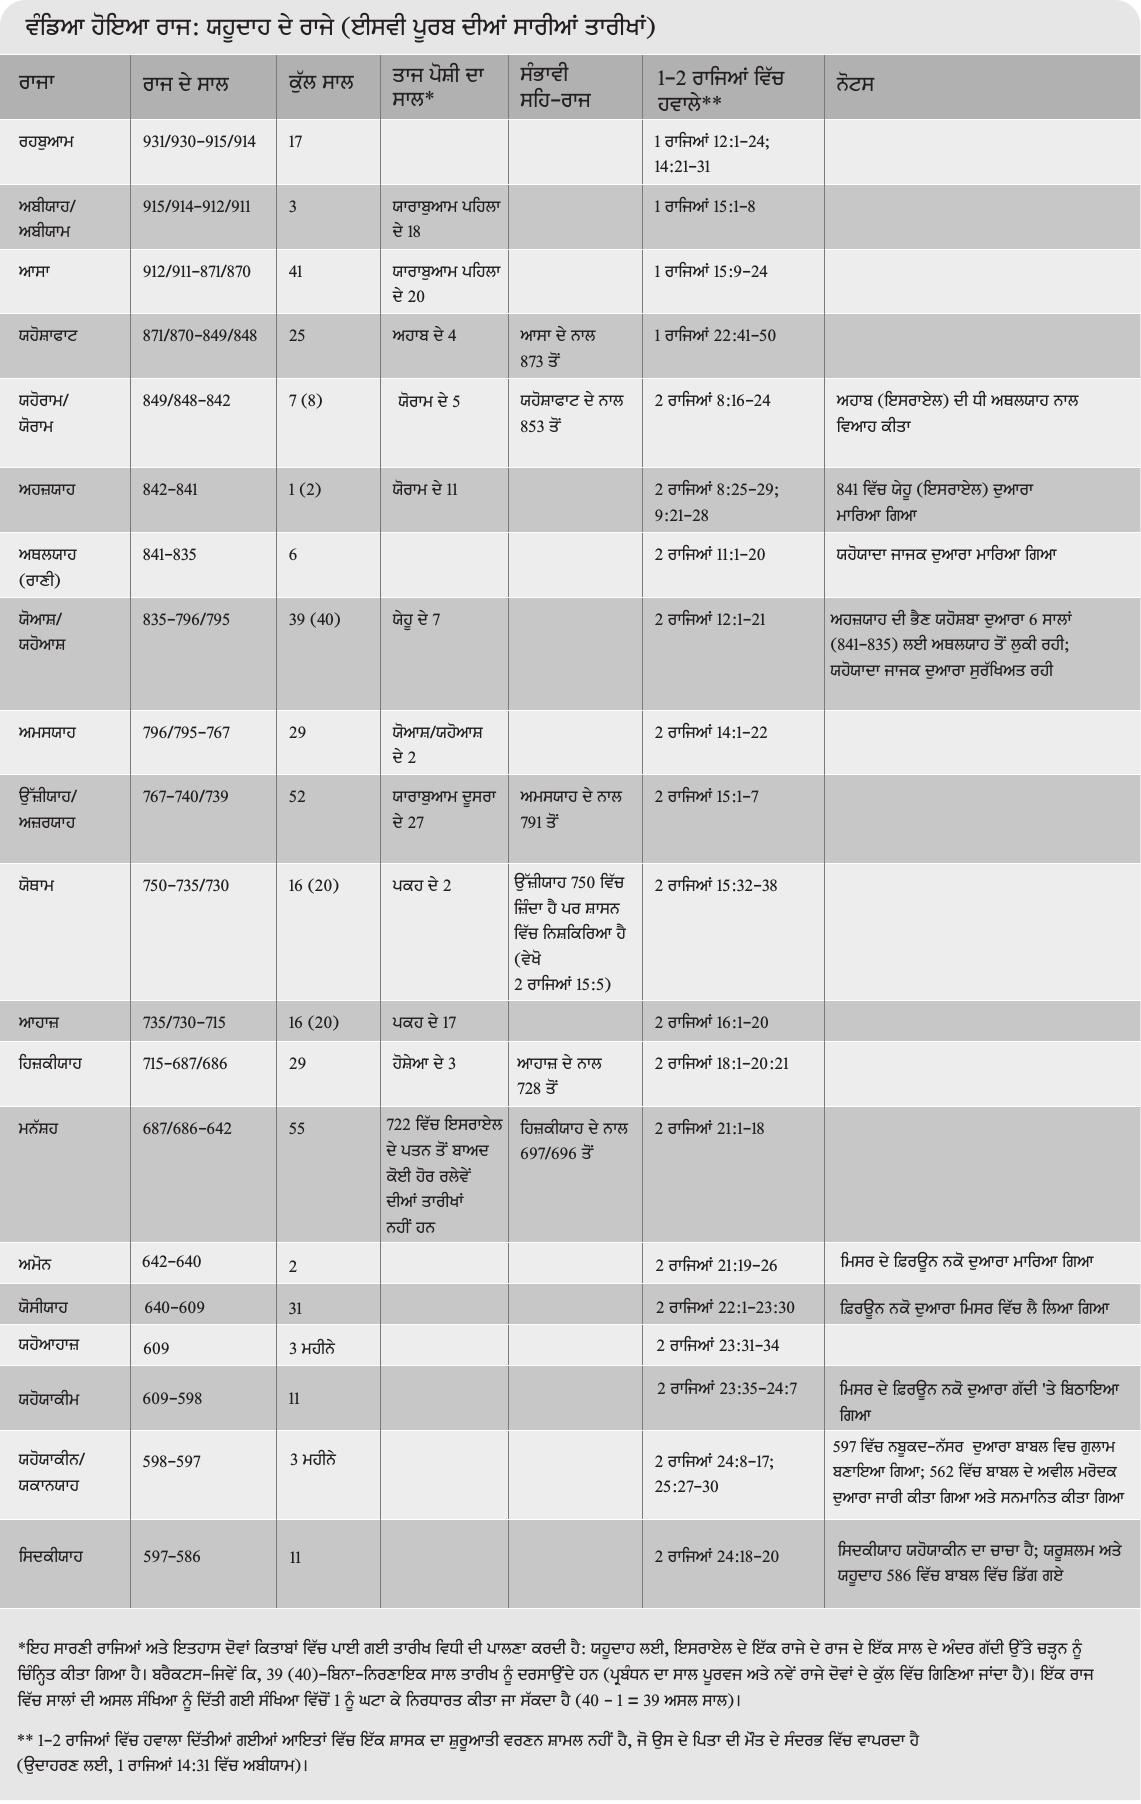 ਵੰਡਿਆ ਹੋਇਆ ਰਾਜ: ਯਹੂਦਾਹ ਦੇ ਰਾਜੇ (ਈਸਵੀ ਪੂਰਬ ਦੀਆਂ ਸਾਰੀਆਂ ਤਾਰੀਖਾਂ)
ਰਾਜਾ ਰਾਜ ਦੇ ਸਾਲ ਕੁੱਲ ਸਾਲ ਤਾਜ ਪੋਸ਼ੀ ਦਾ ਸੰਭਾਵੀ 1-2 ਰਾਜਿਆਂ ਵਿੱਚ ਨੋਟਸ
ਸਾਲ* ਸਹਿ-ਰਾਜ ਹਵਾਲੇ**
ਰਹਬੁਆਮ 931/930-915/914 17 1 ਰਾਜਿਆਂ 12:1-24;
14:21-31
ਅਬੀਯਾਹ/ 915/914-912/911 3 ਯਾਰਾਬੁਆਮ ਪਹਿਲਾ 1 ਰਾਜਿਆਂ 15:1-8
ਅਬੀਯਾਮ ਦੇ 18
ਆਸਾ 912/911-871/870 41 ਯਾਰਾਬੁਆਮ ਪਹਿਲਾ 1 ਰਾਜਿਆਂ 15:9-24
ਦੇ 20
ਯਹੋਸ਼ਾਫਾਟ 871/870-849/848 25 ਅਹਾਬ ਦੇ 4 ਆਸਾ ਦੇ ਨਾਲ 1 ਰਾਜਿਆਂ 22:41-50
873 ਤੋਂ
ਯਹੋਰਾਮ/ 849/848-842 7 (8) ਯੋਰਾਮ ਦੇ 5 ਯਹੋਸ਼ਾਫਾਟ ਦੇ ਨਾਲ 2 ਰਾਜਿਆਂ 8:16-24 ਅਹਾਬ (ਇਸਰਾਏਲ) ਦੀ ਧੀ ਅਥਲਯਾਹ ਨਾਲ
ਯੋਰਾਮ 853 ਤੋਂ ਵਿਆਹ ਕੀਤਾ
ਅਹਜ਼ਯਾਹ 842-841 1 (2) ਯੋਰਾਮ ਦੇ 11 2 ਰਾਜਿਆਂ 8:25-29; 841 ਵਿੱਚ ਯੇਹੂ (ਇਸਰਾਏਲ) ਦੁਆਰਾ
9:21-28 ਮਾਰਿਆ ਗਿਆ
ਅਥਲਯਾਹ 841-835 6 2 ਰਾਜਿਆਂ 11:1-20 ਯਹੋਯਾਦਾ ਜਾਜਕ ਦੁਆਰਾ ਮਾਰਿਆ ਗਿਆ
(ਰਾਣੀ)
ਯੋਆਸ਼/ 835-796/795 39 (40) ਯੇਹੂ ਦੇ 7 2 ਰਾਜਿਆਂ 12:1-21 ਅਹਜ਼ਯਾਹ ਦੀ ਭੈਣ ਯਹੋਸ਼ਬਾ ਦੁਆਰਾ 6 ਸਾਲਾਂ
ਯਹੋਆਸ਼ (841-835) ਲਈ ਅਥਲਯਾਹ ਤੋਂ ਲੁਕੀ ਰਹੀ;
ਯਹੋਯਾਦਾ ਜਾਜਕ ਦੁਆਰਾ ਸੁਰੱਖਿਅਤ ਰਹੀ
ਅਮਸਯਾਹ 796/795-767 29 ਯੋਆਸ਼/ਯਹੋਆਸ਼ 2 ਰਾਜਿਆਂ 14:1-22
ਦੇ 2
ਉੱਜ਼ੀਯਾਹ/ 767-740/739 52 ਯਾਰਾਬੁਆਮ ਦੂਸਰਾ ਅਮਸਯਾਹ ਦੇ ਨਾਲ 2 ਰਾਜਿਆਂ 15:1-7
ਅਜ਼ਰਯਾਹ ਦੇ 27 791 ਤੋਂ
ਯੋਥਾਮ 750-735/730 16 (20) ਪਕਹ ਦੇ 2 ਉੱਜ਼ੀਯਾਹ 750 ਵਿੱਚ 2 ਰਾਜਿਆਂ 15:32-38
ਜ਼ਿੰਦਾ ਹੈ ਪਰ ਸ਼ਾਸਨ
ਵਿੱਚ ਨਿਸ਼ਕਿਰਿਆ ਹੈ
(ਵੇਖੋ
2 ਰਾਜਿਆਂ 15:5)
ਆਹਾਜ਼ 735/730-715 16 (20) ਪਕਹ ਦੇ 17 2 ਰਾਜਿਆਂ 16:1-20
ਹਿਜ਼ਕੀਯਾਹ 715-687/686 29 ਹੋਸ਼ੇਆ ਦੇ 3 ਆਹਾਜ਼ ਦੇ ਨਾਲ 2 ਰਾਜਿਆਂ 18:1-20:21
728 ਤੋਂ
ਮਨੱਸ਼ਹ 687/686-642 55 722 ਵਿੱਚ ਇਸਰਾਏਲ ਹਿਜ਼ਕੀਯਾਹ ਦੇ ਨਾਲ 2 ਰਾਜਿਆਂ 21:1-18
ਦੇ ਪਤਨ ਤੋਂ ਬਾਅਦ 697/696 ਤੋਂ
ਕੋਈ ਹੋਰ ਰਲੇਵੇਂ
ਦੀਆਂ ਤਾਰੀਖਾਂ
ਨਹੀਂ ਹਨ
ਅਮੋਨ 642-640 2 2 ਰਾਜਿਆਂ 21:19-26 ਮਿਸਰ ਦੇ ਫ਼ਿਰਊਨ ਨਕੋ ਦੁਆਰਾ ਮਾਰਿਆ ਗਿਆ
ਯੋਸੀਯਾਹ 640-609 31 2 ਰਾਜਿਆਂ 22:1-23:30 ਫ਼ਿਰਊਨ ਨਕੋ ਦੁਆਰਾ ਮਿਸਰ ਵਿੱਚ ਲੈ ਲਿਆ ਗਿਆ
ਯਹੋਆਹਾਜ਼ 609 3 ਮਹੀਨੇ 2 ਰਾਜਿਆਂ 23:31-34
ਯਹੋਯਾਕੀਮ 609-598 11 2 ਰਾਜਿਆਂ 23:35-24:7 ਮਿਸਰ ਦੇ ਫ਼ਿਰਊਨ ਨਕੋ ਦੁਆਰਾ ਗੱਦੀ 'ਤੇ ਬਿਠਾਇਆ
ਗਿਆ
ਯਹੋਯਾਕੀਨ/ 598-597 3 ਮਹੀਨੇ 2 ਰਾਜਿਆਂ 24:8-17; 597 ਵਿੱਚ ਨਬੂਕਦ-ਨੱਸਰ ਦੁਆਰਾ ਬਾਬਲ ਵਿਚ ਗੁਲਾਮ
ਯਕਾਨਯਾਹ 25:27-30 ਬਣਾਇਆ ਗਿਆ; 562 ਵਿੱਚ ਬਾਬਲ ਦੇ ਅਵੀਲ ਮਰੋਦਕ
ਦੁਆਰਾ ਜਾਰੀ ਕੀਤਾ ਗਿਆ ਅਤੇ ਸਨਮਾਨਿਤ ਕੀਤਾ ਗਿਆ
ਸਿਦਕੀਯਾਹ 597-586 11 2 ਰਾਜਿਆਂ 24:18-20 ਸਿਦਕੀਯਾਹ ਯਹੋਯਾਕੀਨ ਦਾ ਚਾਚਾ ਹੈ; ਯਰੂਸ਼ਲਮ ਅਤੇ
ਯਹੂਦਾਹ 586 ਵਿੱਚ ਬਾਬਲ ਵਿੱਚ ਡਿੱਗ ਗਏ
*ਇਹ ਸਾਰਣੀ ਰਾਜਿਆਂ ਅਤੇ ਇਤਹਾਸ ਦੋਵਾਂ ਕਿਤਾਬਾਂ ਵਿੱਚ ਪਾਈ ਗਈ ਤਾਰੀਖ ਵਿਧੀ ਦੀ ਪਾਲਣਾ ਕਰਦੀ ਹੈ: ਯਹੂਦਾਹ ਲਈ, ਇਸਰਾਏਲ ਦੇ ਇੱਕ ਰਾਜੇ ਦੇ ਰਾਜ ਦੇ ਇੱਕ ਸਾਲ ਦੇ ਅੰਦਰ ਗੱਦੀ ਉੱਤੇ ਚੜ੍ਹਨ ਨੂੰ
ਚਿੰਨ੍ਹਿਤ ਕੀਤਾ ਗਿਆ ਹੈ। ਬਰੈਕਟਸ-ਜਿਵੇਂ ਕਿ, 39 (40)-ਬਿਨਾ-ਨਿਰਣਾਇਕ ਸਾਲ ਤਾਰੀਖ ਨੂੰ ਦਰਸਾਉਂਦੇ ਹਨ (ਪ੍ਰਬੰਧਨ ਦਾ ਸਾਲ ਪੂਰਵਜ ਅਤੇ ਨਵੇਂ ਰਾਜੇ ਦੋਵਾਂ ਦੇ ਕੁੱਲ ਵਿੱਚ ਗਿਣਿਆ ਜਾਂਦਾ ਹੈ)। ਇੱਕ ਰਾਜ
ਵਿੱਚ ਸਾਲਾਂ ਦੀ ਅਸਲ ਸੰਖਿਆ ਨੂੰ ਦਿੱਤੀ ਗਈ ਸੰਖਿਆ ਵਿੱਚੋਂ 1 ਨੂੰ ਘਟਾ ਕੇ ਨਿਰਧਾਰਤ ਕੀਤਾ ਜਾ ਸੱਕਦਾ ਹੈ (40 - 1 = 39 ਅਸਲ ਸਾਲ)।
** 1-2 ਰਾਜਿਆਂ ਵਿੱਚ ਹਵਾਲਾ ਦਿੱਤੀਆਂ ਗਈਆਂ ਆਇਤਾਂ ਵਿੱਚ ਇੱਕ ਸ਼ਾਸਕ ਦਾ ਸ਼ੁਰੂਆਤੀ ਵਰਣਨ ਸ਼ਾਮਲ ਨਹੀਂ ਹੈ, ਜੋ ਉਸ ਦੇ ਪਿਤਾ ਦੀ ਮੌਤ ਦੇ ਸੰਦਰਭ ਵਿੱਚ ਵਾਪਰਦਾ ਹੈ
(ਉਦਾਹਰਣ ਲਈ, 1 ਰਾਜਿਆਂ 14:31 ਵਿੱਚ ਅਬੀਯਾਮ)।